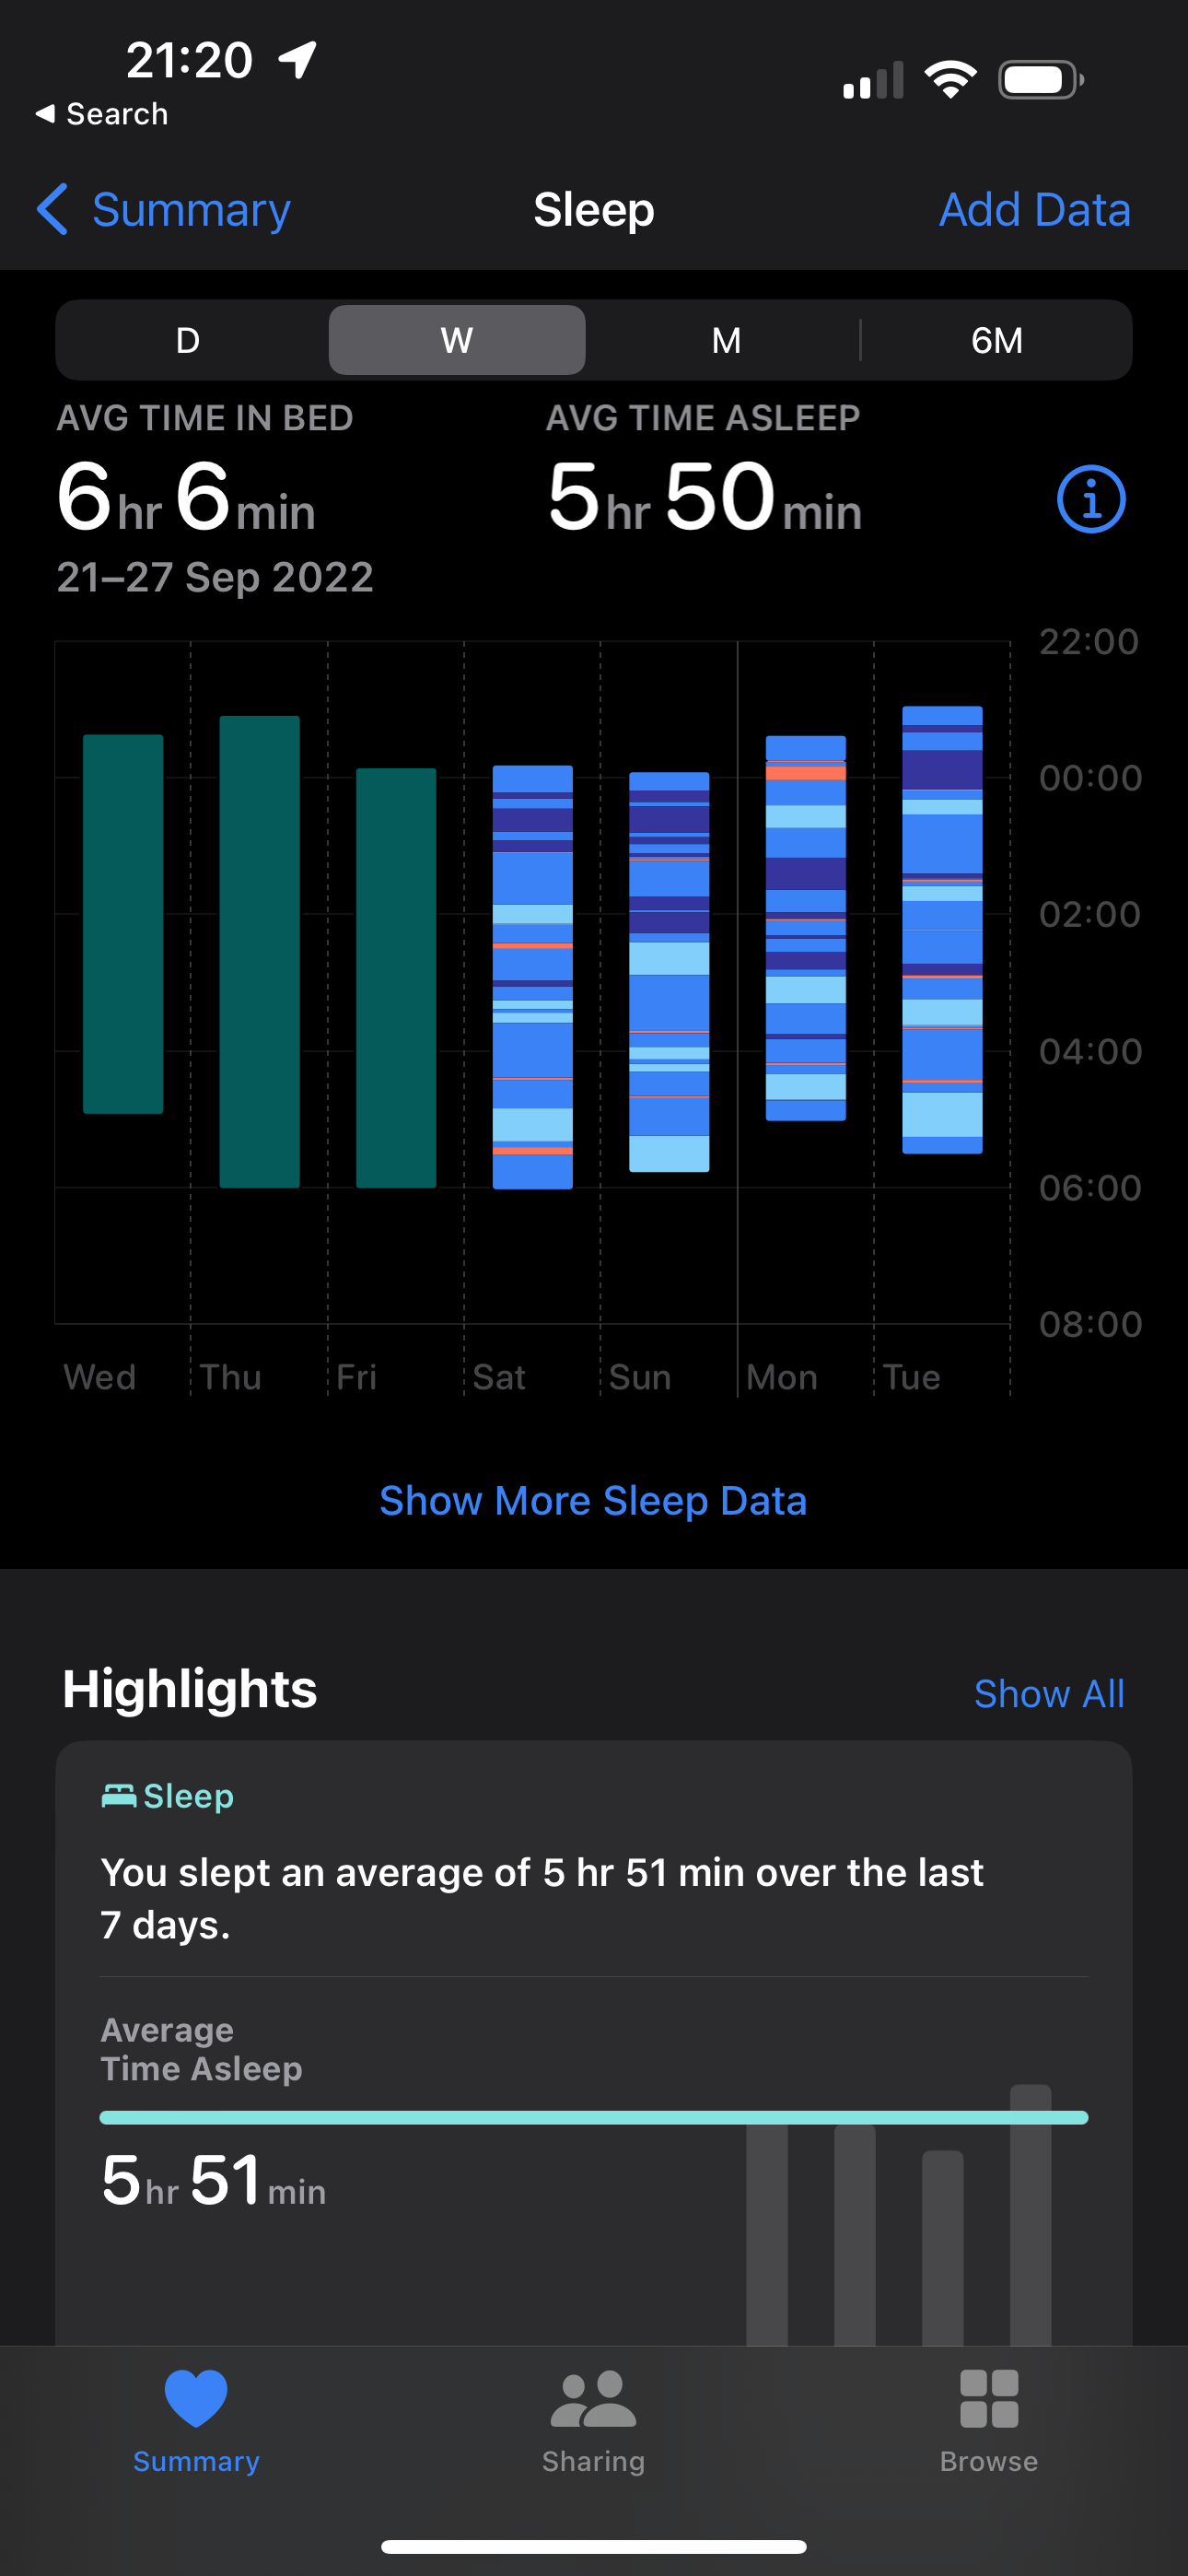 21:20
◀ Search
Summary
Sleep
Add Data
D
W
M
6M
AVG TIME IN BED
AVG TIME ASLEEP
6 hr 6 min
5 hr 50 min
21–27 Sep 2022
22:00
00:00
02:00
04:00
06:00
08:00
Wed
Thu
Fri
Sat
Sun
Mon
Tue
Show More Sleep Data
Highlights
Show All
Sleep
You slept an average of 5 hr 51 min over the last
7 days.
Average
Time Asleep
5 hr 51 min
Summary
Sharing
Browse